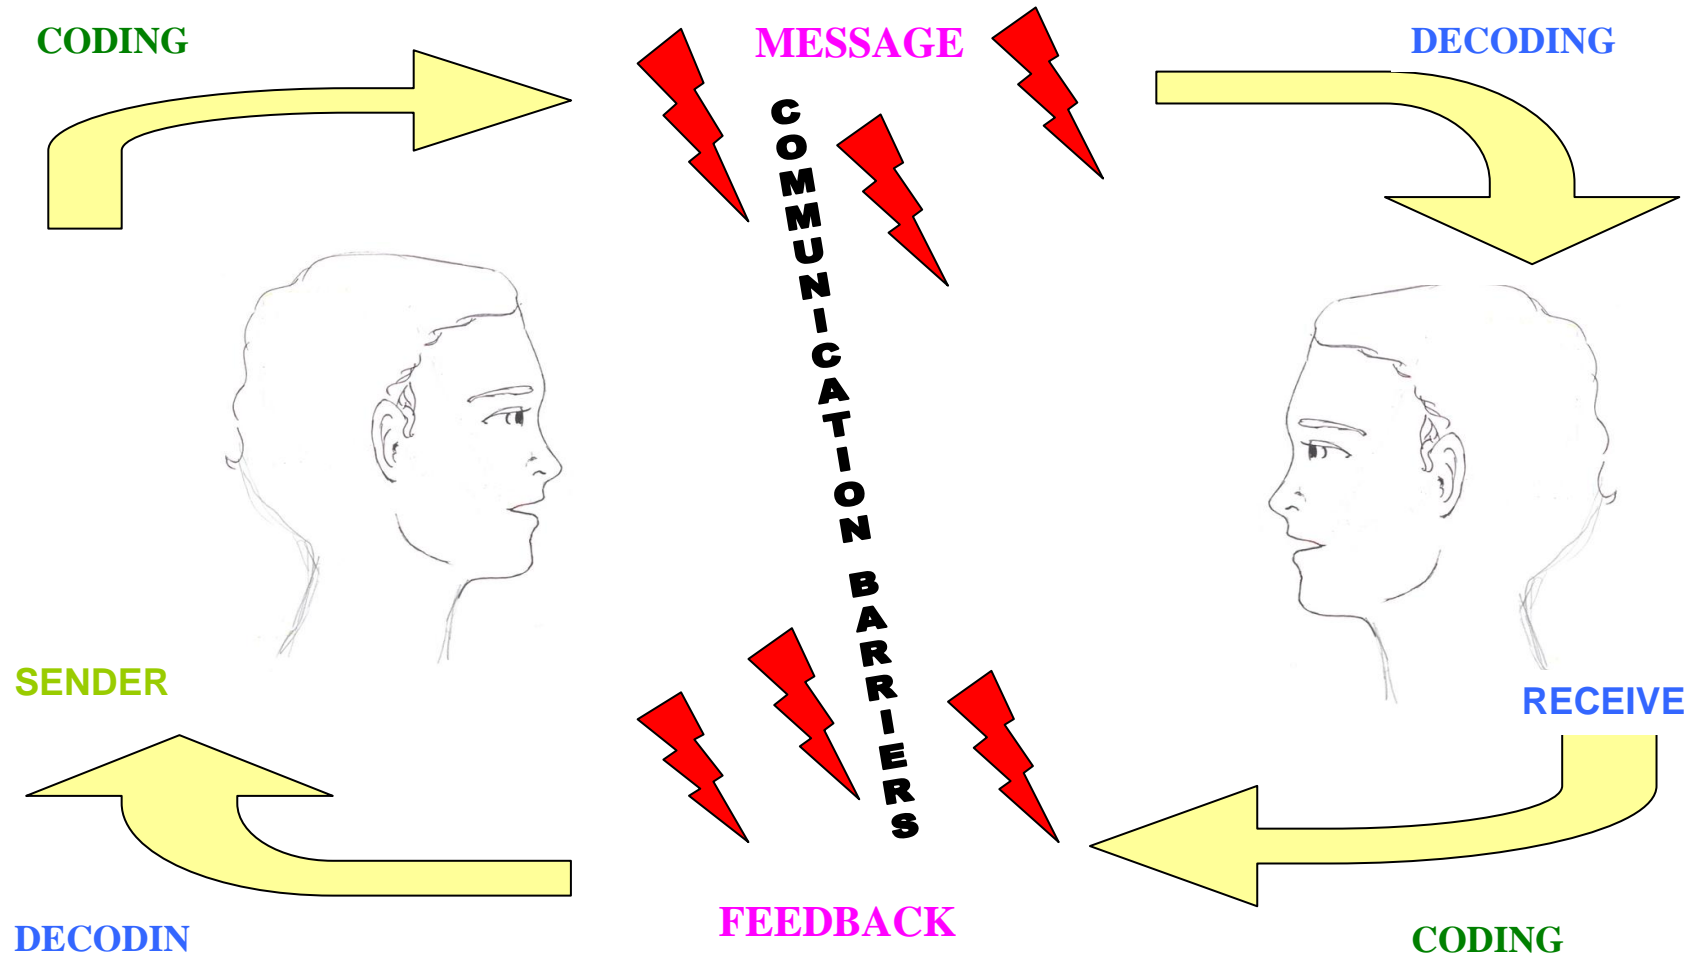 CODING
MESSAGE
DECODING
COMMUNICATION BARRIERS
SENDER
RECEIVE
DECODIN
FEEDBACK
CODING